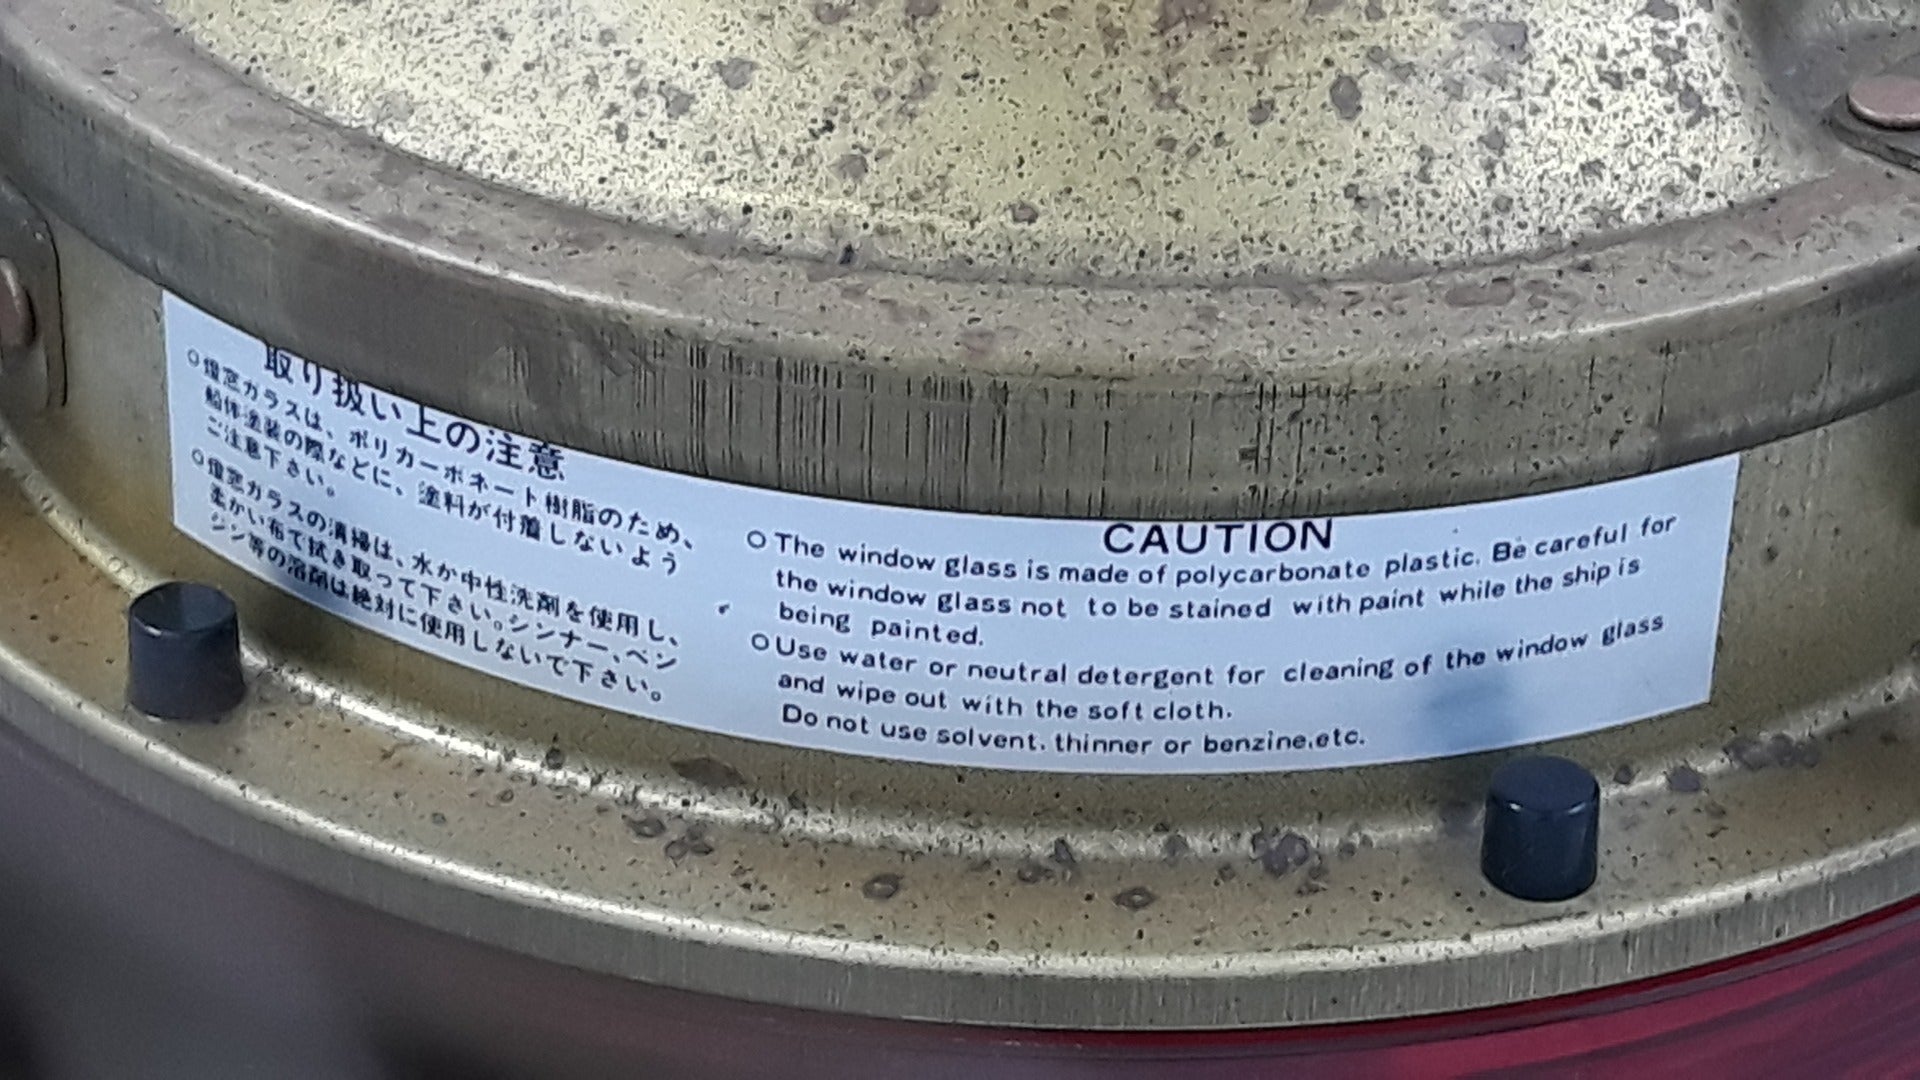 取り扱い上の注意
○燈窓ガラスは、ポリカーボネート樹脂のため、
船体塗装の際などに、塗料が付着しないよう
ご注意下さい。
○燈窓ガラスの清掃は、水か中性洗剤を使用し、
柔かい布で拭き取って下さい。シンナー、ベン
ジン等の溶剤は絶対に使用しないで下さい。
CAUTION
○The window glass is made of polycarbonate plastic. Be careful for
the window glass not to be stained with paint while the ship is
being painted.
○Use water or neutral detergent for cleaning of the window glass
and wipe out with the soft cloth.
Do not use solvent. thinner or benzine.etc.